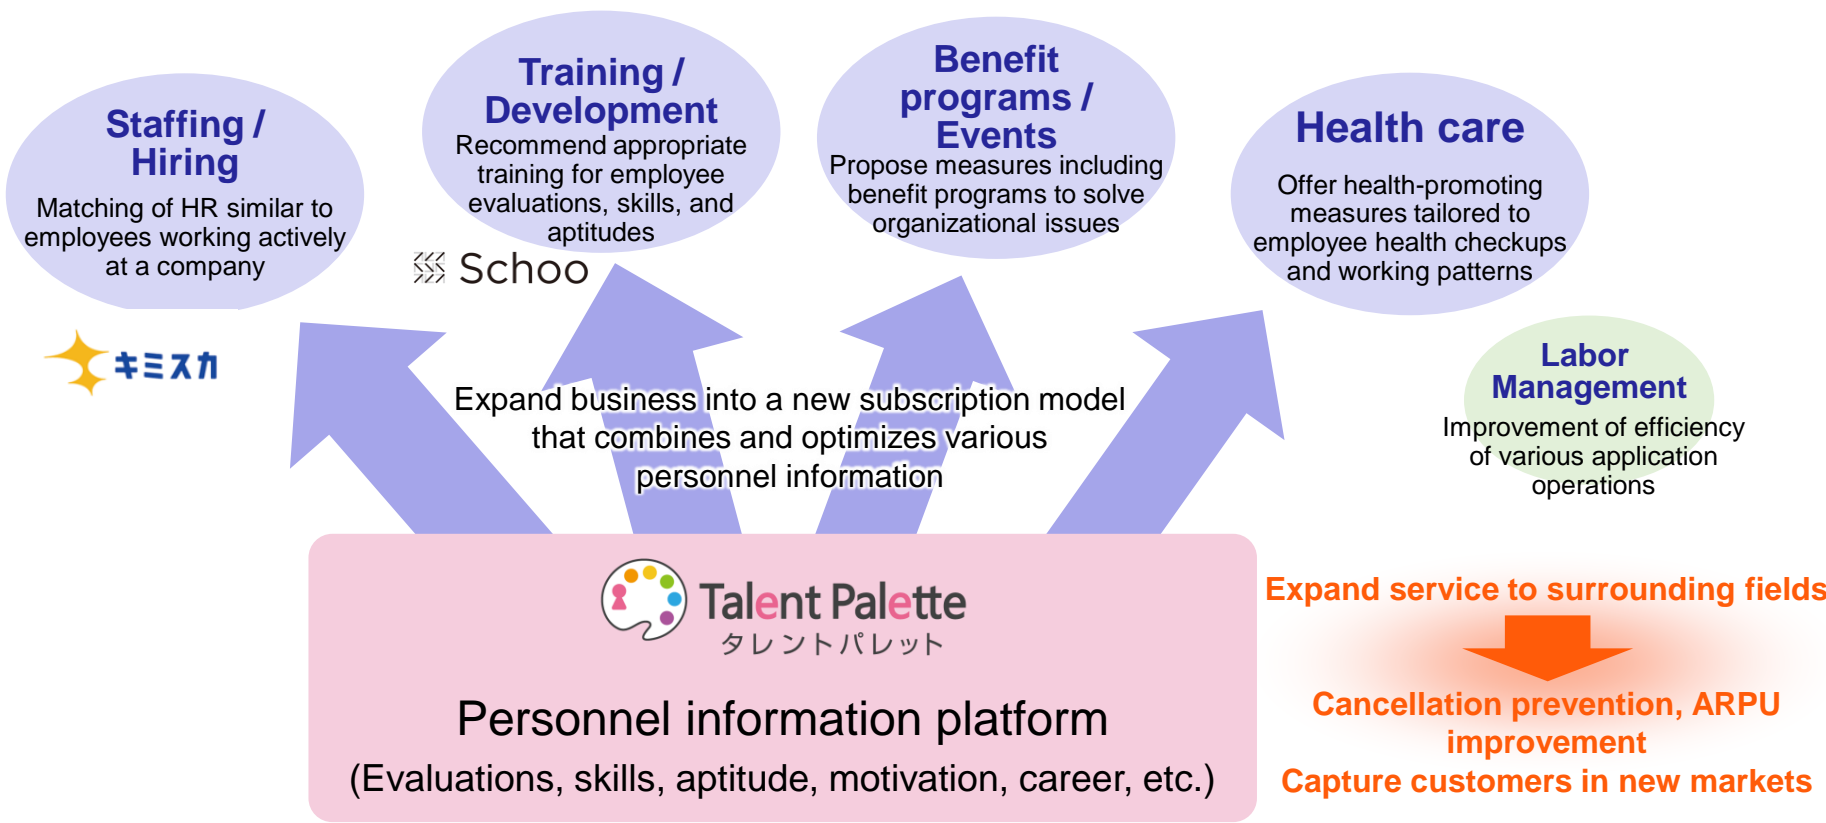 Staffing /
Hiring
Matching of HR similar to
employees working actively
at a company
キミスカ
Training /
Development
Recommend appropriate
training for employee
evaluations, skills, and
aptitudes
Schoo
Benefit
programs /
Events
Propose measures including
benefit programs to solve
organizational issues
Health care
Offer health-promoting
measures tailored to
employee health checkups
and working patterns
Labor
Management
Improvement of efficiency
of various application
operations
Expand business into a new subscription model
that combines and optimizes various
personnel information
Talent Palette
タレントパレット
Personnel information platform
(Evaluations, skills, aptitude, motivation, career, etc.)
Expand service to surrounding fields
Cancellation prevention, ARPU
improvement
Capture customers in new markets